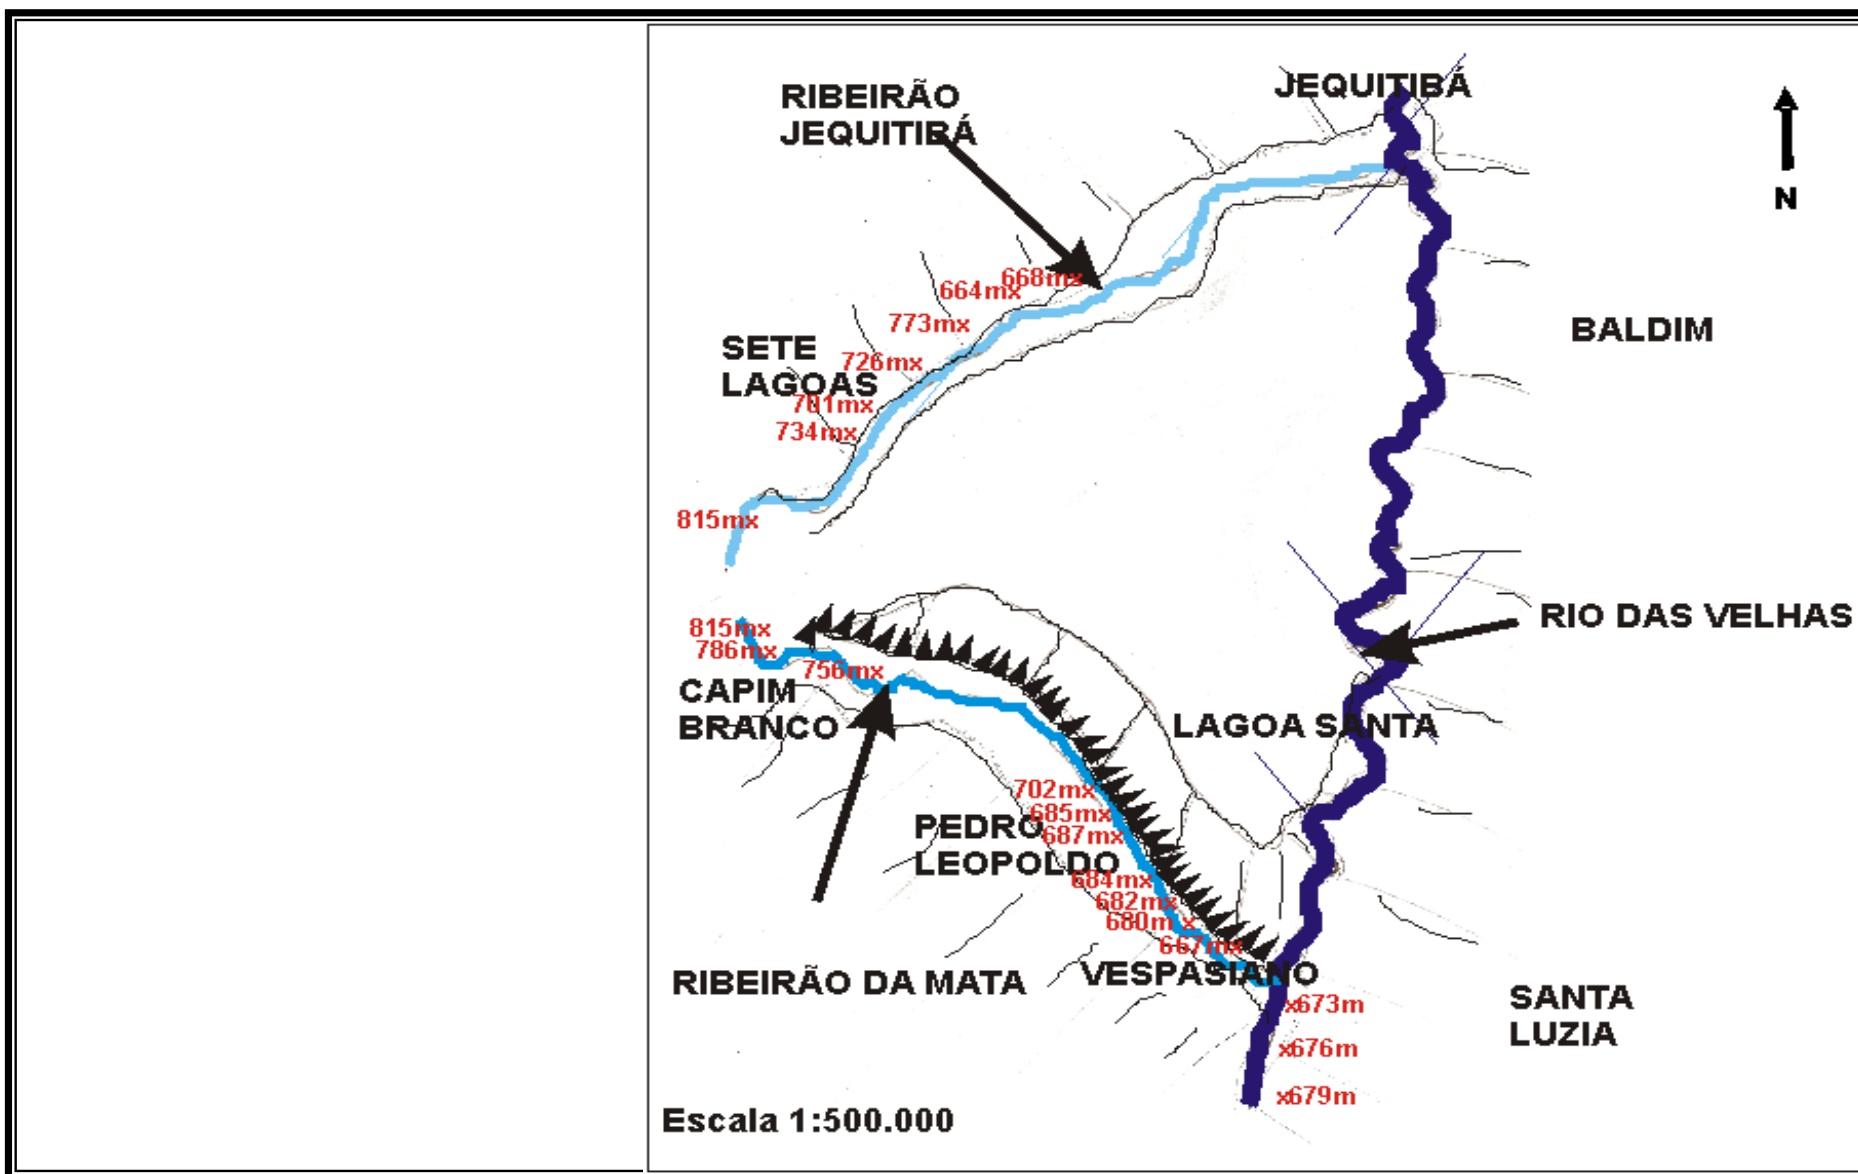 JEQUITIBÁ
RIBEIRÃO
JEQUITIBÁ
N
668mx
664mx
773mx
BALDIM
SETE
LAGOAS
726mx
701mx
734mx
815mx
RIO DAS VELHAS
815mx
786mx
756mx
CAPIM
BRANCO
LAGOA SANTA
702mx
685mx
687mx
PEDRO
LEOPOLDO
684mx
682mx
680m x
667mx
VESPASIANO
RIBEIRÃO DA MATA
SANTA
LUZIA
x673m
x676m
x679m
Escala 1:500.000